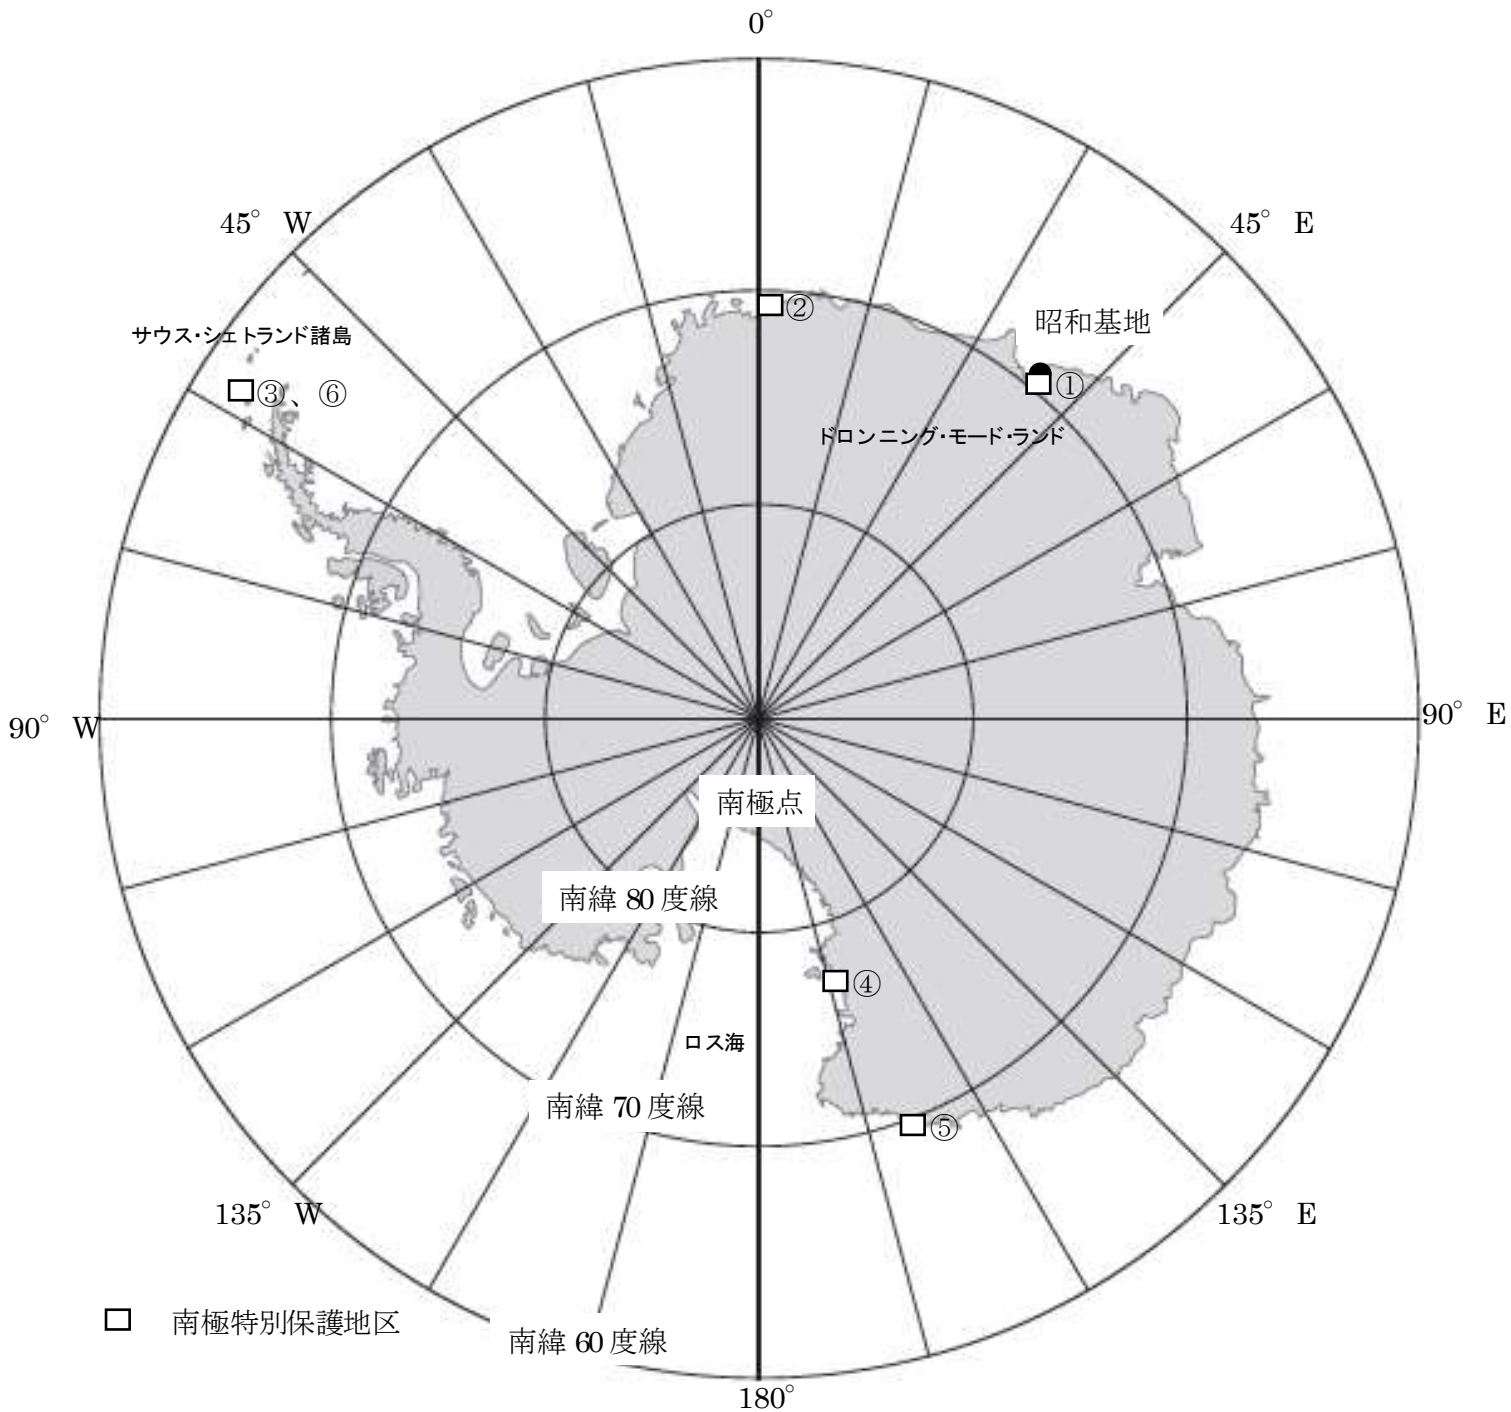 0°
45° W
45° E
サウス・シェトランド諸島
②
昭和基地
③、⑥
①
ドロンニング・モード・ランド
90° W
90° E
南極点
南緯 80 度線
④
ロス海
南緯 70 度線
⑤
135° W
135° E
南極特別保護地区
南緯 60 度線
180°